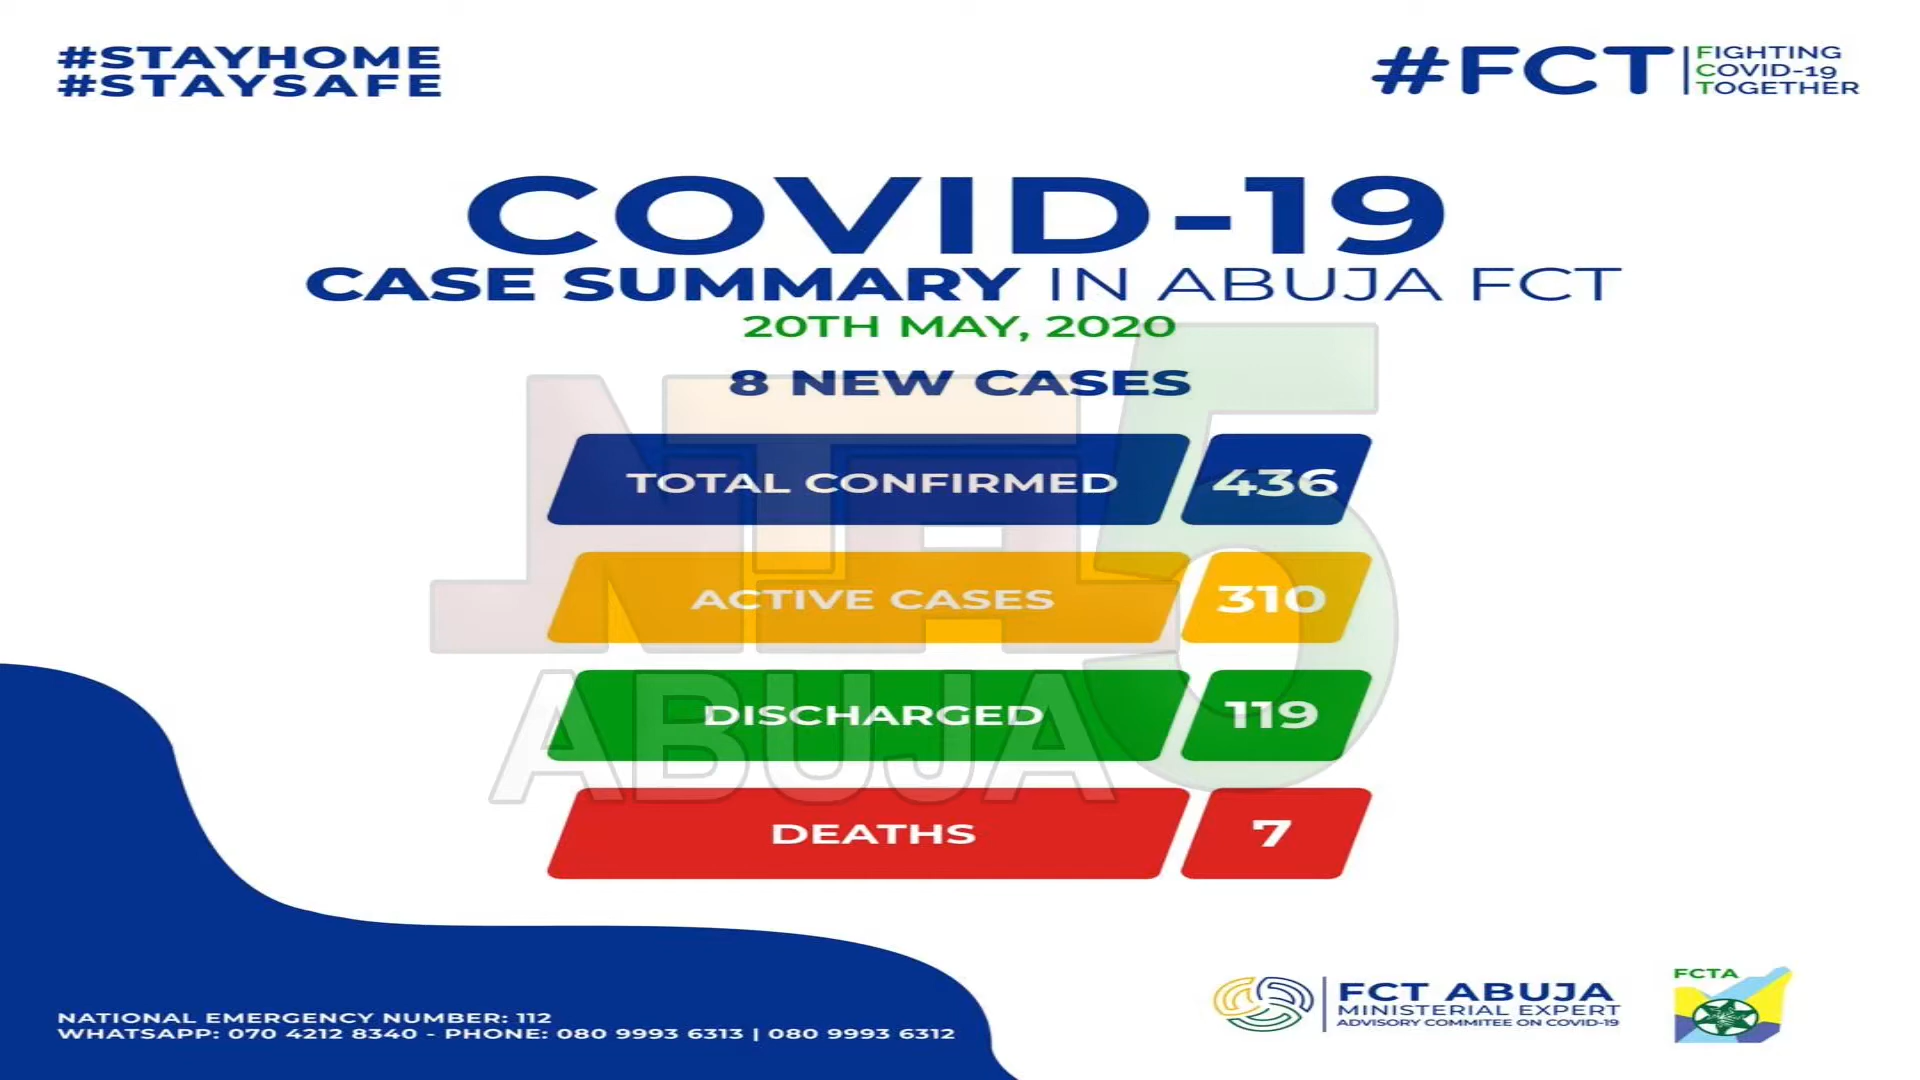 #STAYHOME
#STAYSAFE
#FCT
FIGHTING
COVID-19
TOGETHER
COVID-19
CASE SUMMARY IN ABUJA FCT
20TH MAY, 2020
8 NEW CASES
TOTAL CONFIRMED 436
ACTIVE CASES 310
DISCHARGED 119
DEATHS 7
NTA 5
ABUJA
NATIONAL EMERGENCY NUMBER: 112
WHATSAPP: 070 4212 8340 - PHONE: 080 9993 6313 | 080 9993 6312
FCT ABUJA
MINISTERIAL EXPERT
ADVISORY COMMITEE ON COVID-19
FCTA